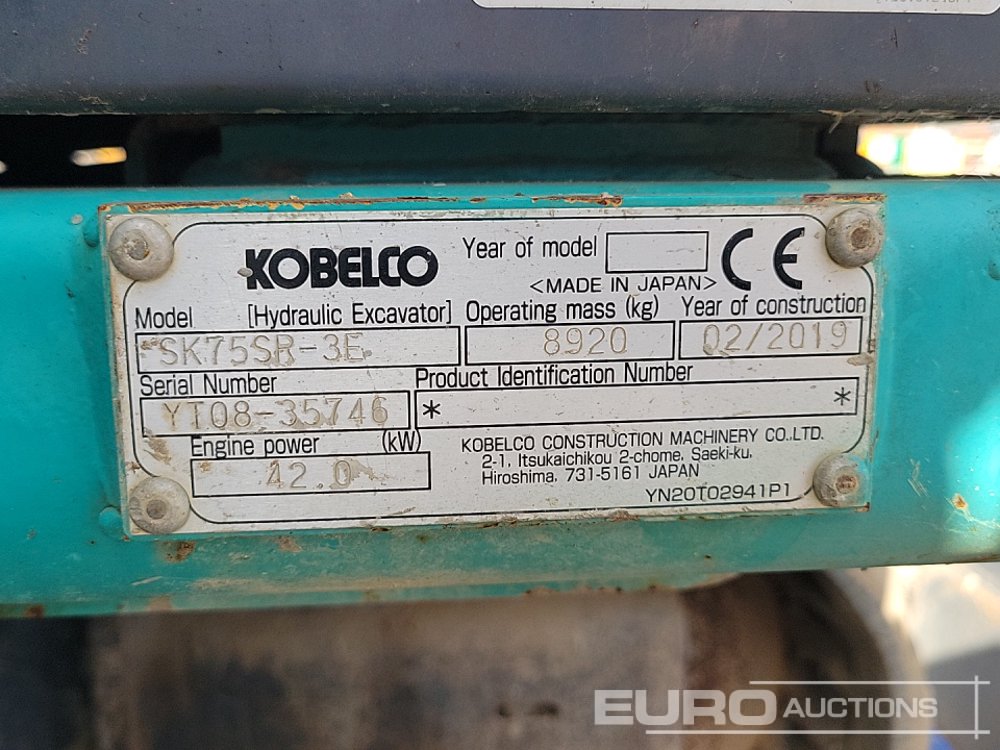 KOBELCO
Year of model
<MADE IN JAPAN>
CE
Model [Hydraulic Excavator] Operating mass (kg) Year of construction
SK75SR-3E 8920 02/2019
Serial Number Product Identification Number
YT08-35746 * *
Engine power (kW)
42.0
KOBELCO CONSTRUCTION MACHINERY CO.,LTD.
2-1, Itsukaichikou 2-chome, Saeki-ku,
Hiroshima, 731-5161 JAPAN
YN20T02941P1
EURO AUCTIONS